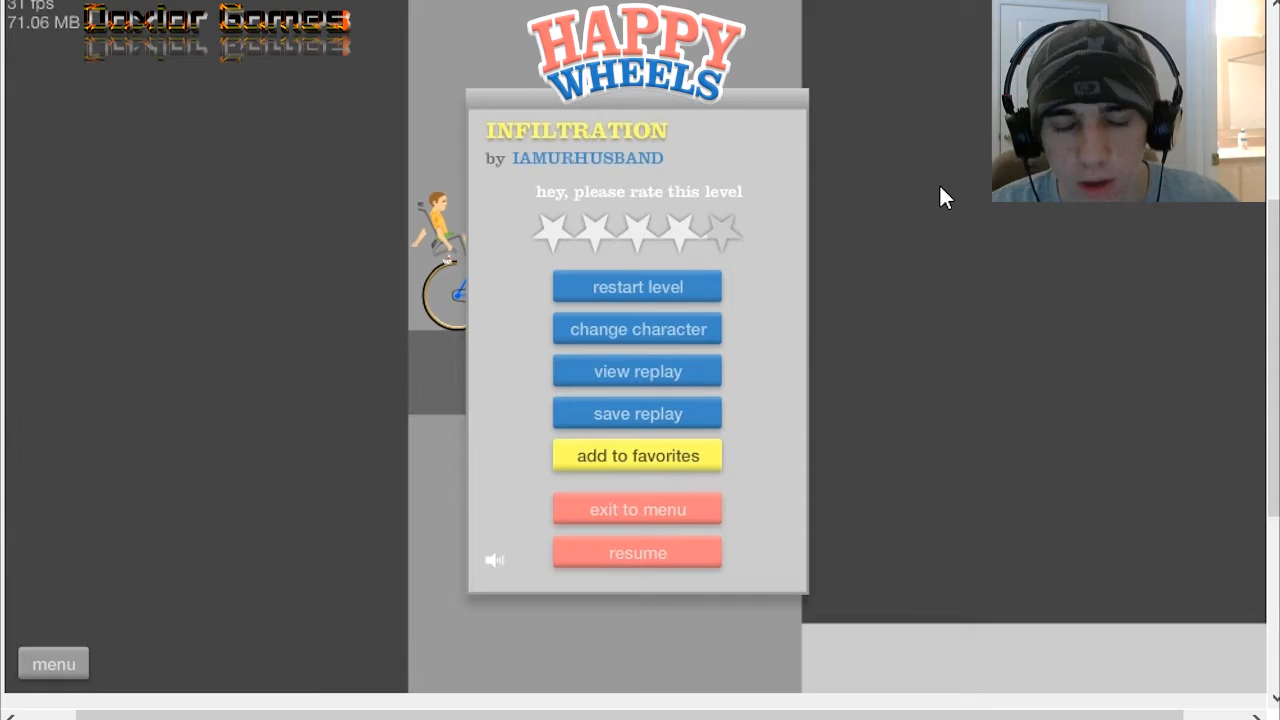 31 fps
71.06 MB
Daxlor Games
HAPPY
WHEELS
INFILTRATION
by IAMURHUSBAND
hey, please rate this level
restart level
change character
view replay
save replay
add to favorites
exit to menu
resume
menu